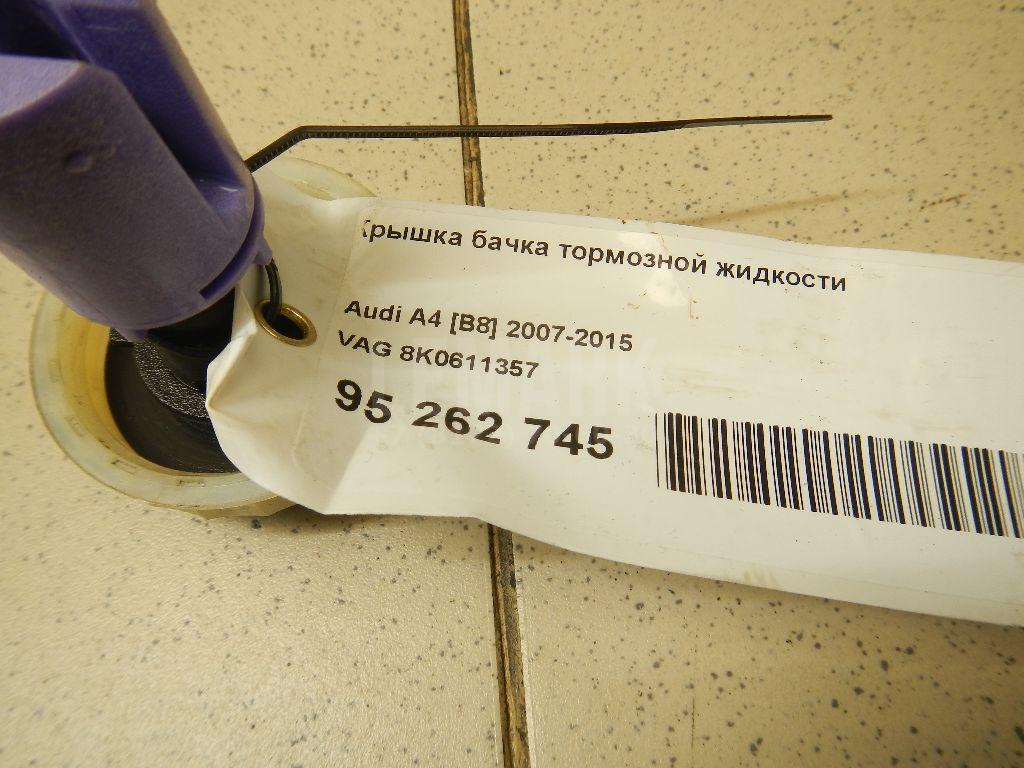 Крышка бачка тормозной жидкости
Audi A4 [B8] 2007-2015
VAG 8K0611357
95 262 745